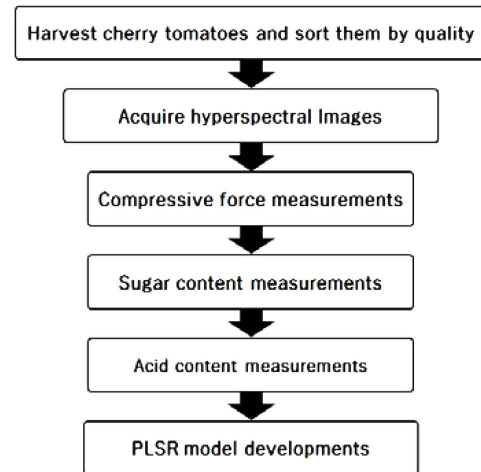 Harvest cherry tomatoes and sort them by quality
Acquire hyperspectral Images
Compressive force measurements
Sugar content measurements
Acid content measurements
PLSR model developments